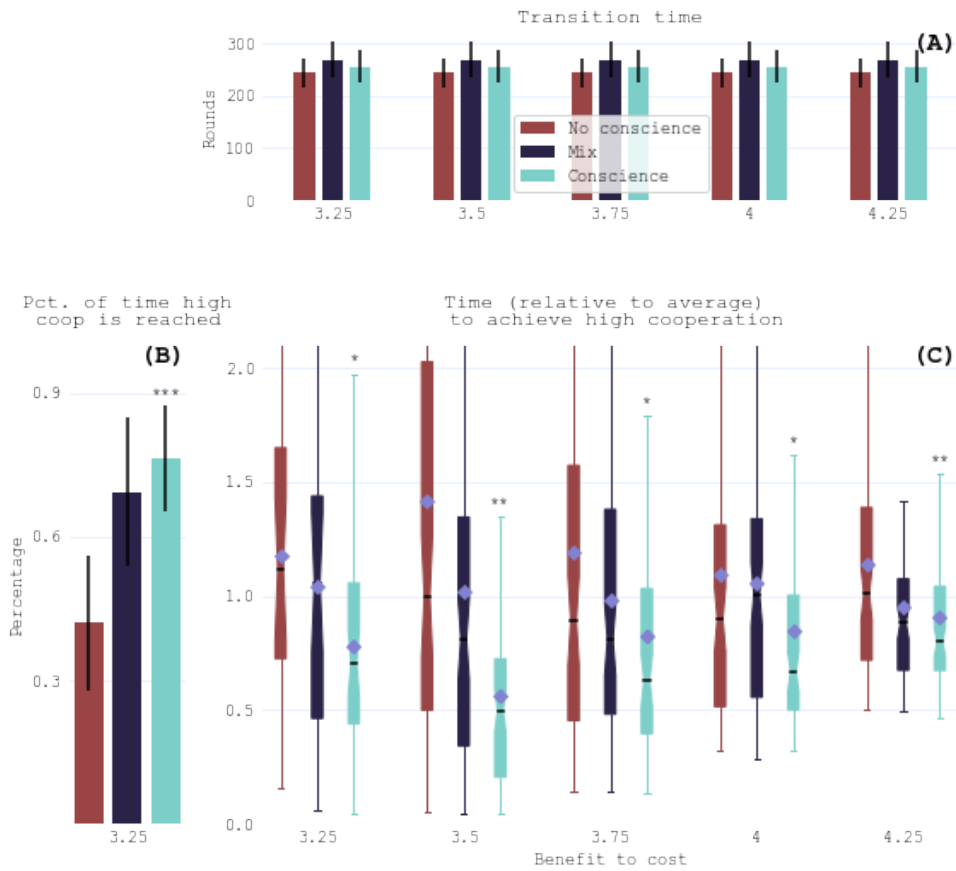 Transition time
(A)
300
200
100
0
Rounds
No conscience
Mix
Conscience
3.25
3.5
3.75
4
4.25
Pct. of time high
coop is reached
(B)
0.9
0.6
0.3
Percentage
***
3.25
Time (relative to average)
to achieve high cooperation
(C)
2.0
1.5
1.0
0.5
0.0
*
**
*
*
**
3.25
3.5
3.75
4
4.25
Benefit to cost